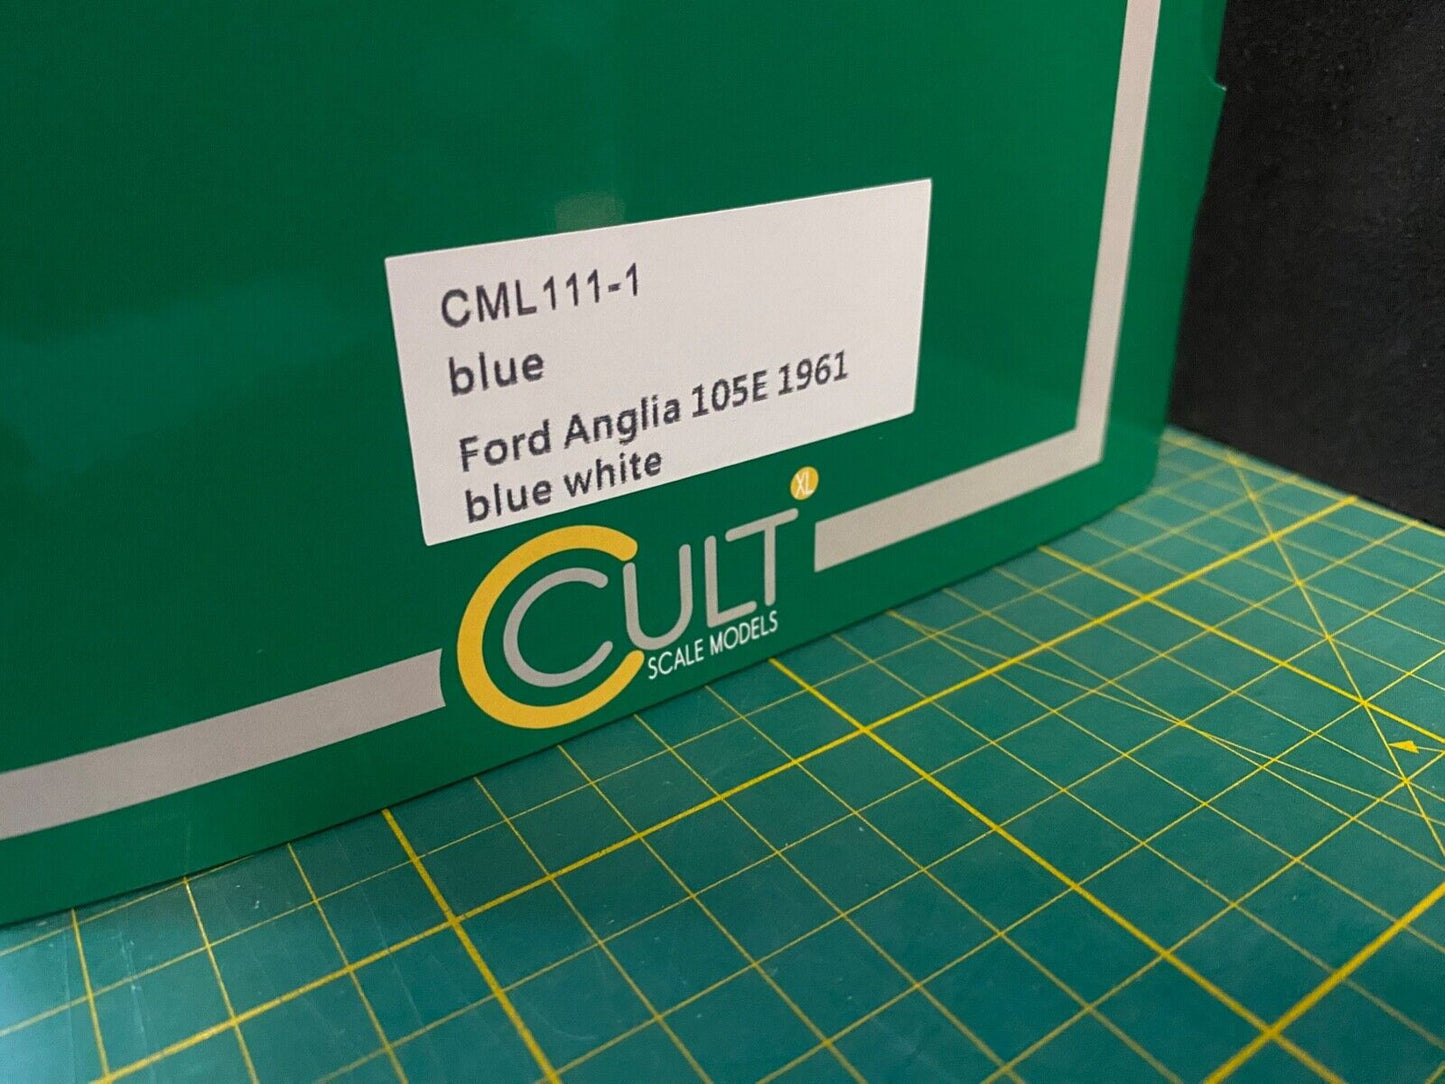 CML111-1
blue
Ford Anglia 105E 1961
blue white
CULT XL
SCALE MODELS